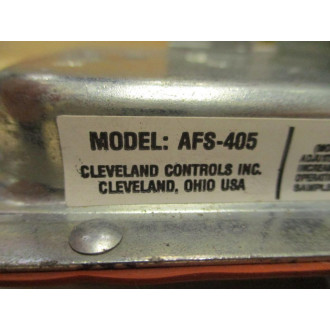 MODEL: AFS-405
CLEVELAND CONTROLS INC.
CLEVELAND, OHIO USA